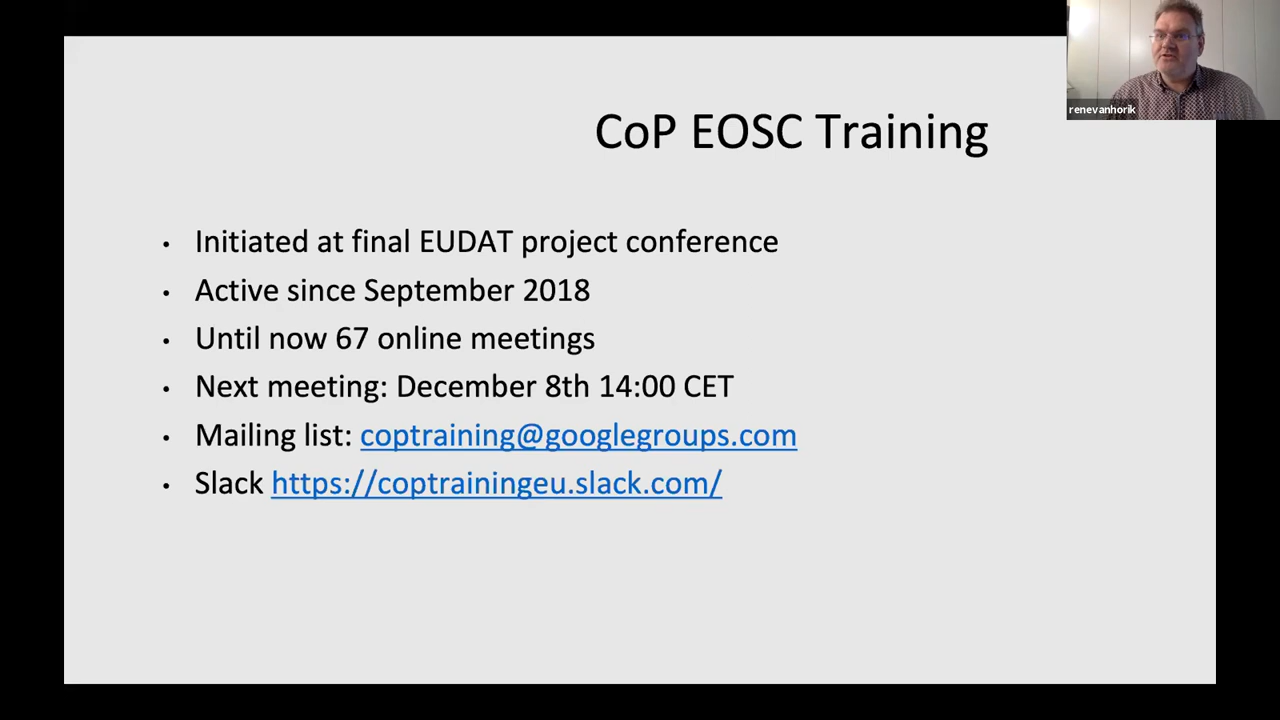 renevanhorik
CoP EOSC Training
• Initiated at final EUDAT project conference
• Active since September 2018
• Until now 67 online meetings
• Next meeting: December 8th 14:00 CET
• Mailing list: coptraining@googlegroups.com
• Slack https://coptrainingeu.slack.com/